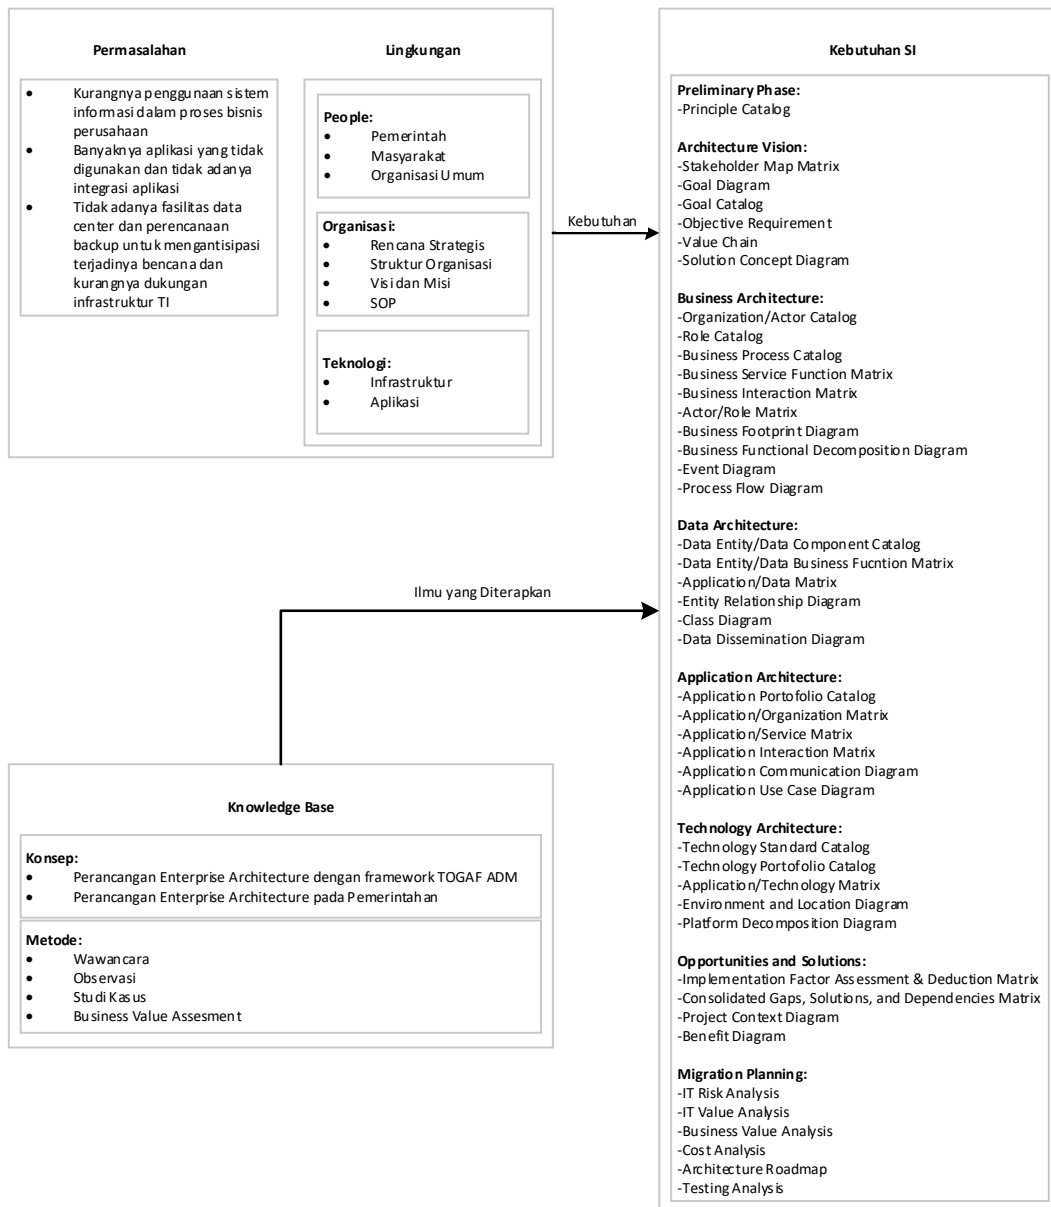 Permasalahan
• Kurangnya penggunaan sistem
informasi dalam proses bisnis
perusahaan
• Banyaknya aplikasi yang tidak
digunakan dan tidak adanya
integrasi aplikasi
• Tidak adanya fasilitas data
center dan perencanaan
backup untuk mengantisipasi
terjadinya bencana dan
kurangnya dukungan
infrastruktur TI
Lingkungan
People:
• Pemerintah
• Masyarakat
• Organisasi Umum
Organisasi:
• Rencana Strategis
• Struktur Organisasi
• Visi dan Misi
• SOP
Teknologi:
• Infrastruktur
• Aplikasi
Kebutuhan
Ilmu yang Diterapkan
Knowledge Base
Konsep:
• Perancangan Enterprise Architecture dengan framework TOGAF ADM
• Perancangan Enterprise Architecture pada Pemerintahan
Metode:
• Wawancara
• Observasi
• Studi Kasus
• Business Value Assesment
Kebutuhan SI
Preliminary Phase:
-Principle Catalog
Architecture Vision:
-Stakeholder Map Matrix
-Goal Diagram
-Goal Catalog
-Objective Requirement
-Value Chain
-Solution Concept Diagram
Business Architecture:
-Organization/Actor Catalog
-Role Catalog
-Business Process Catalog
-Business Service Function Matrix
-Business Interaction Matrix
-Actor/Role Matrix
-Business Footprint Diagram
-Business Functional Decomposition Diagram
-Event Diagram
-Process Flow Diagram
Data Architecture:
-Data Entity/Data Component Catalog
-Data Entity/Data Business Fucntion Matrix
-Application/Data Matrix
-Entity Relationship Diagram
-Class Diagram
-Data Dissemination Diagram
Application Architecture:
-Application Portofolio Catalog
-Application/Organization Matrix
-Application/Service Matrix
-Application Interaction Matrix
-Application Communication Diagram
-Application Use Case Diagram
Technology Architecture:
-Technology Standard Catalog
-Technology Portofolio Catalog
-Application/Technology Matrix
-Environment and Location Diagram
-Platform Decomposition Diagram
Opportunities and Solutions:
-Implementation Factor Assessment & Deduction Matrix
-Consolidated Gaps, Solutions, and Dependencies Matrix
-Project Context Diagram
-Benefit Diagram
Migration Planning:
-IT Risk Analysis
-IT Value Analysis
-Business Value Analysis
-Cost Analysis
-Architecture Roadmap
-Testing Analysis